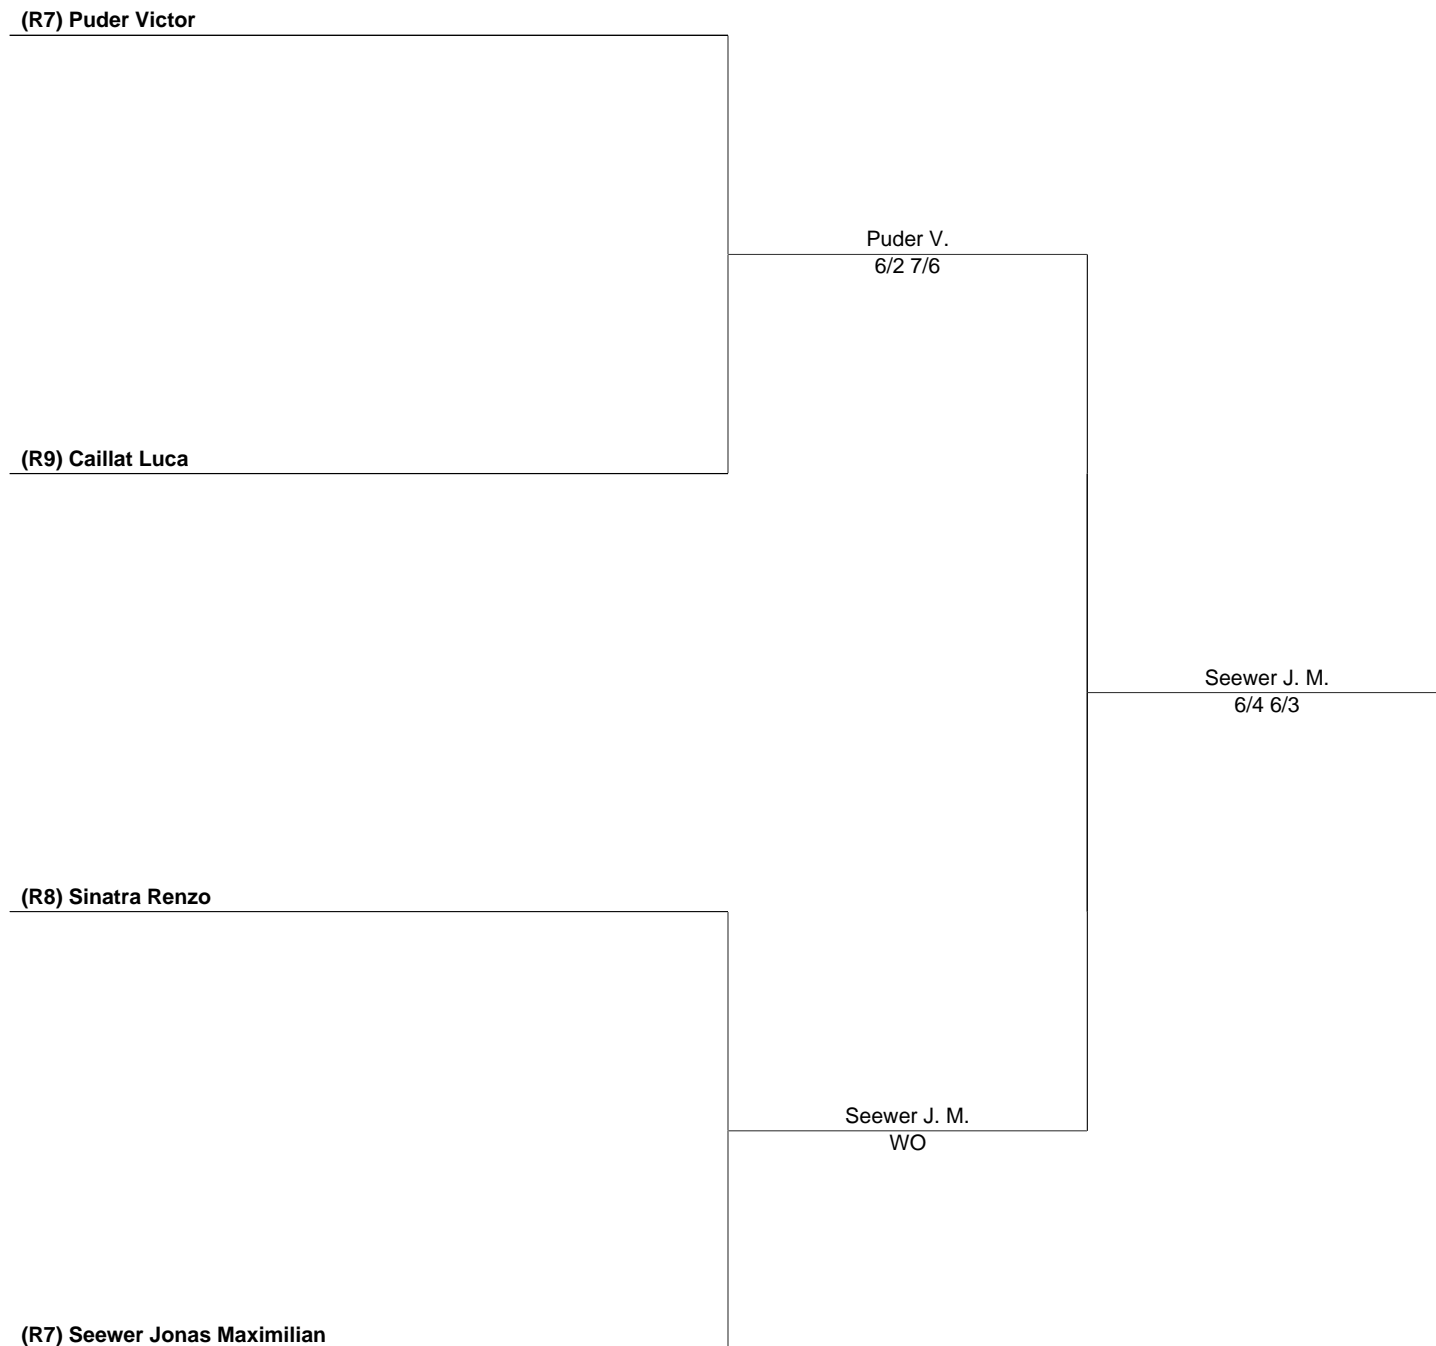 (R7) Puder Victor
Puder V.
6/2 7/6
(R9) Caillat Luca
Seewer J. M.
6/4 6/3
(R8) Sinatra Renzo
Seewer J. M.
WO
(R7) Seewer Jonas Maximilian